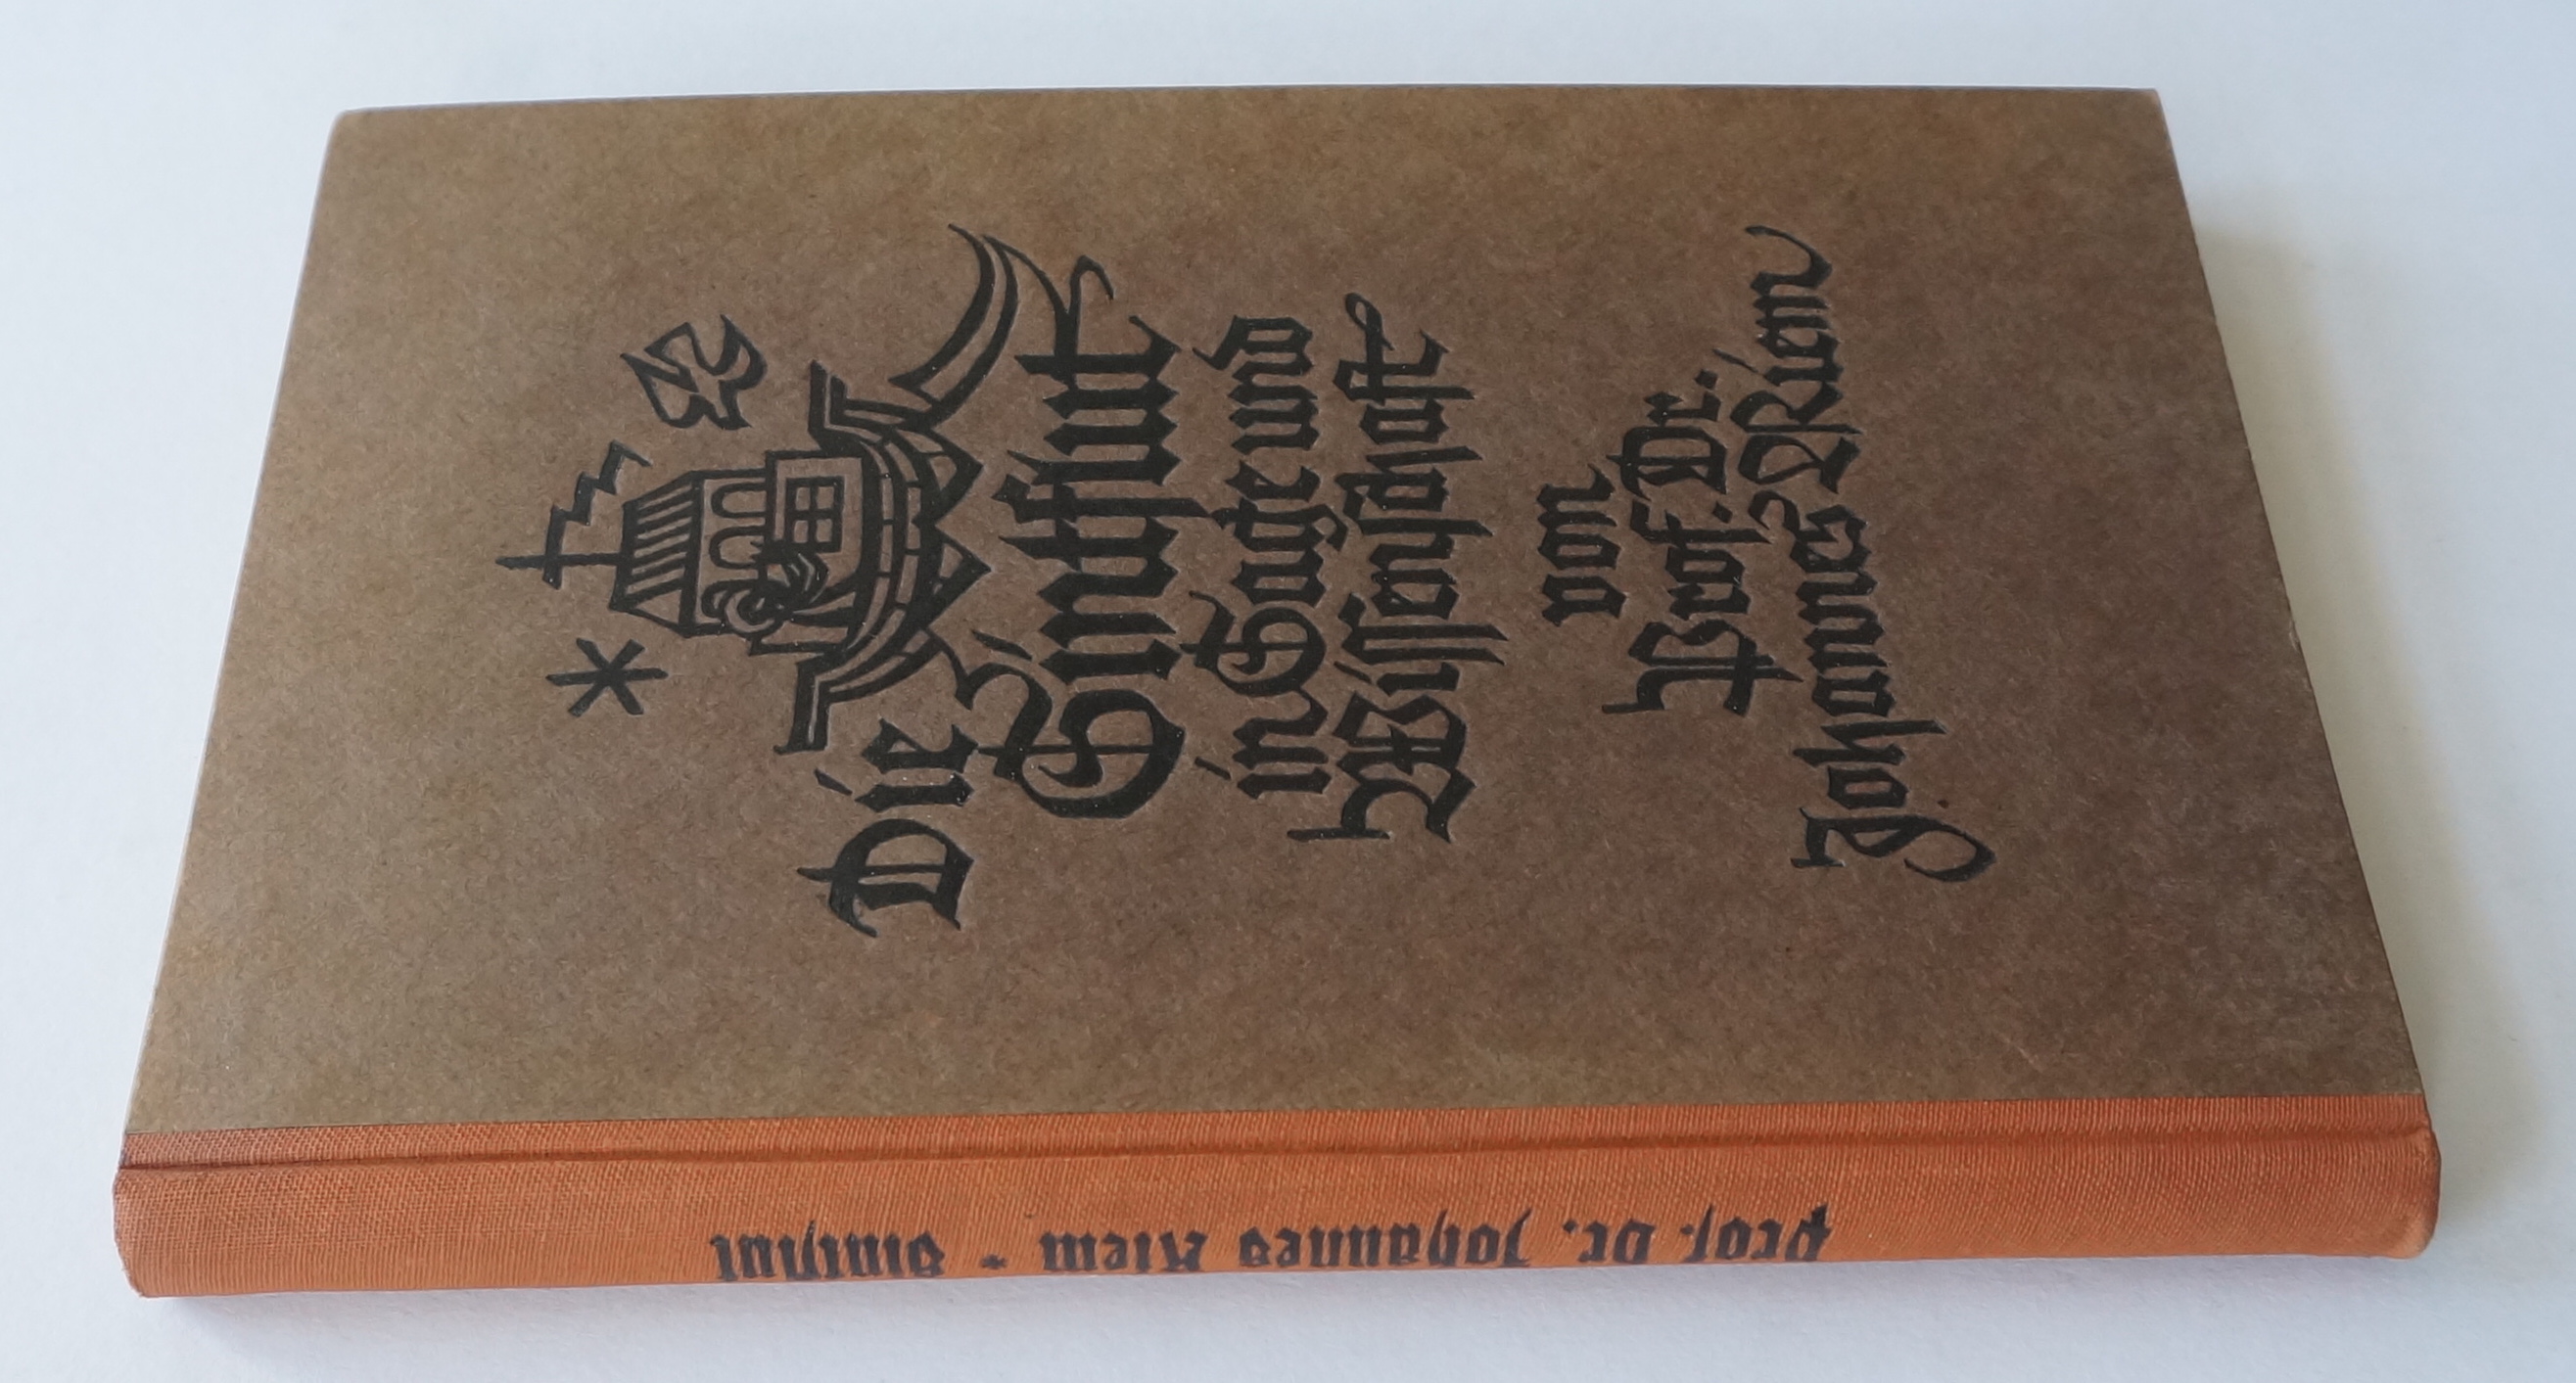 Die
Sintflut
in Sage und
Wissenschaft
von
Prof. Dr.
Johannes Riem
Prof. Dr. Johannes Riem * Sintflut